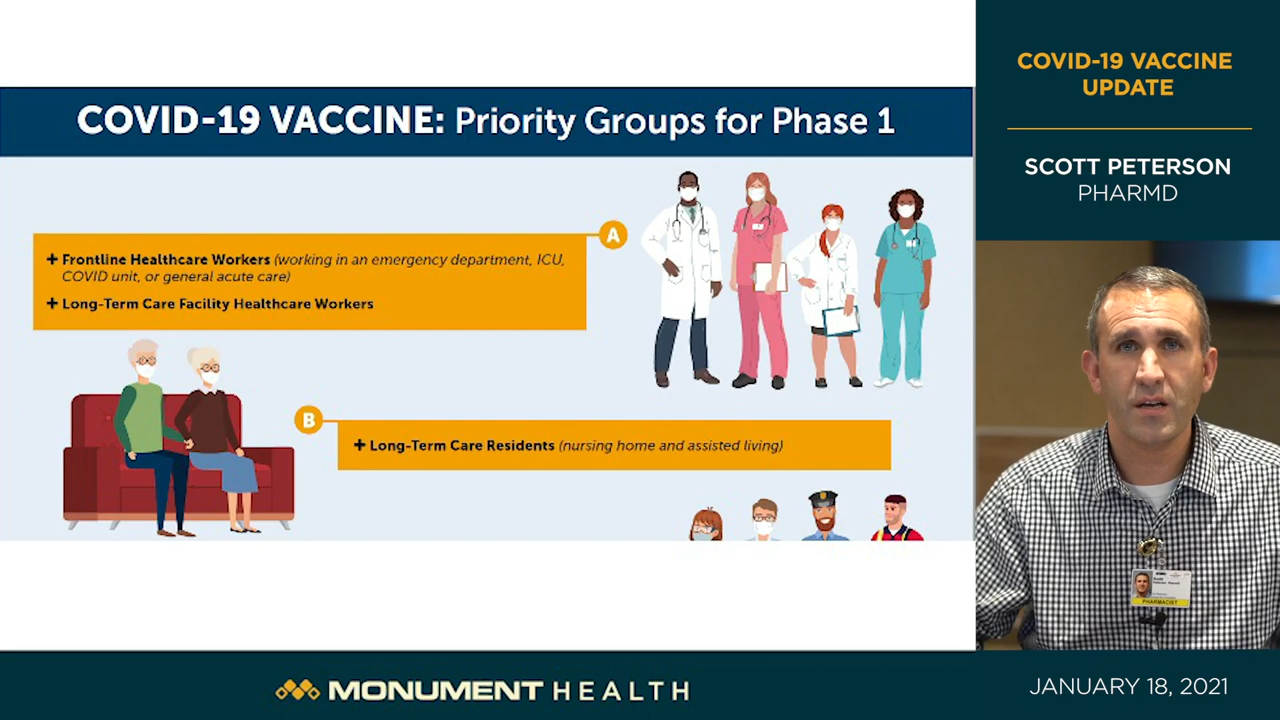 COVID-19 VACCINE: Priority Groups for Phase 1
A
+ Frontline Healthcare Workers (working in an emergency department, ICU,
COVID unit, or general acute care)
+ Long-Term Care Facility Healthcare Workers
B
+ Long-Term Care Residents (nursing home and assisted living)
COVID-19 VACCINE
UPDATE
SCOTT PETERSON
PHARMD
PHARMACIST
MONUMENT HEALTH
JANUARY 18, 2021